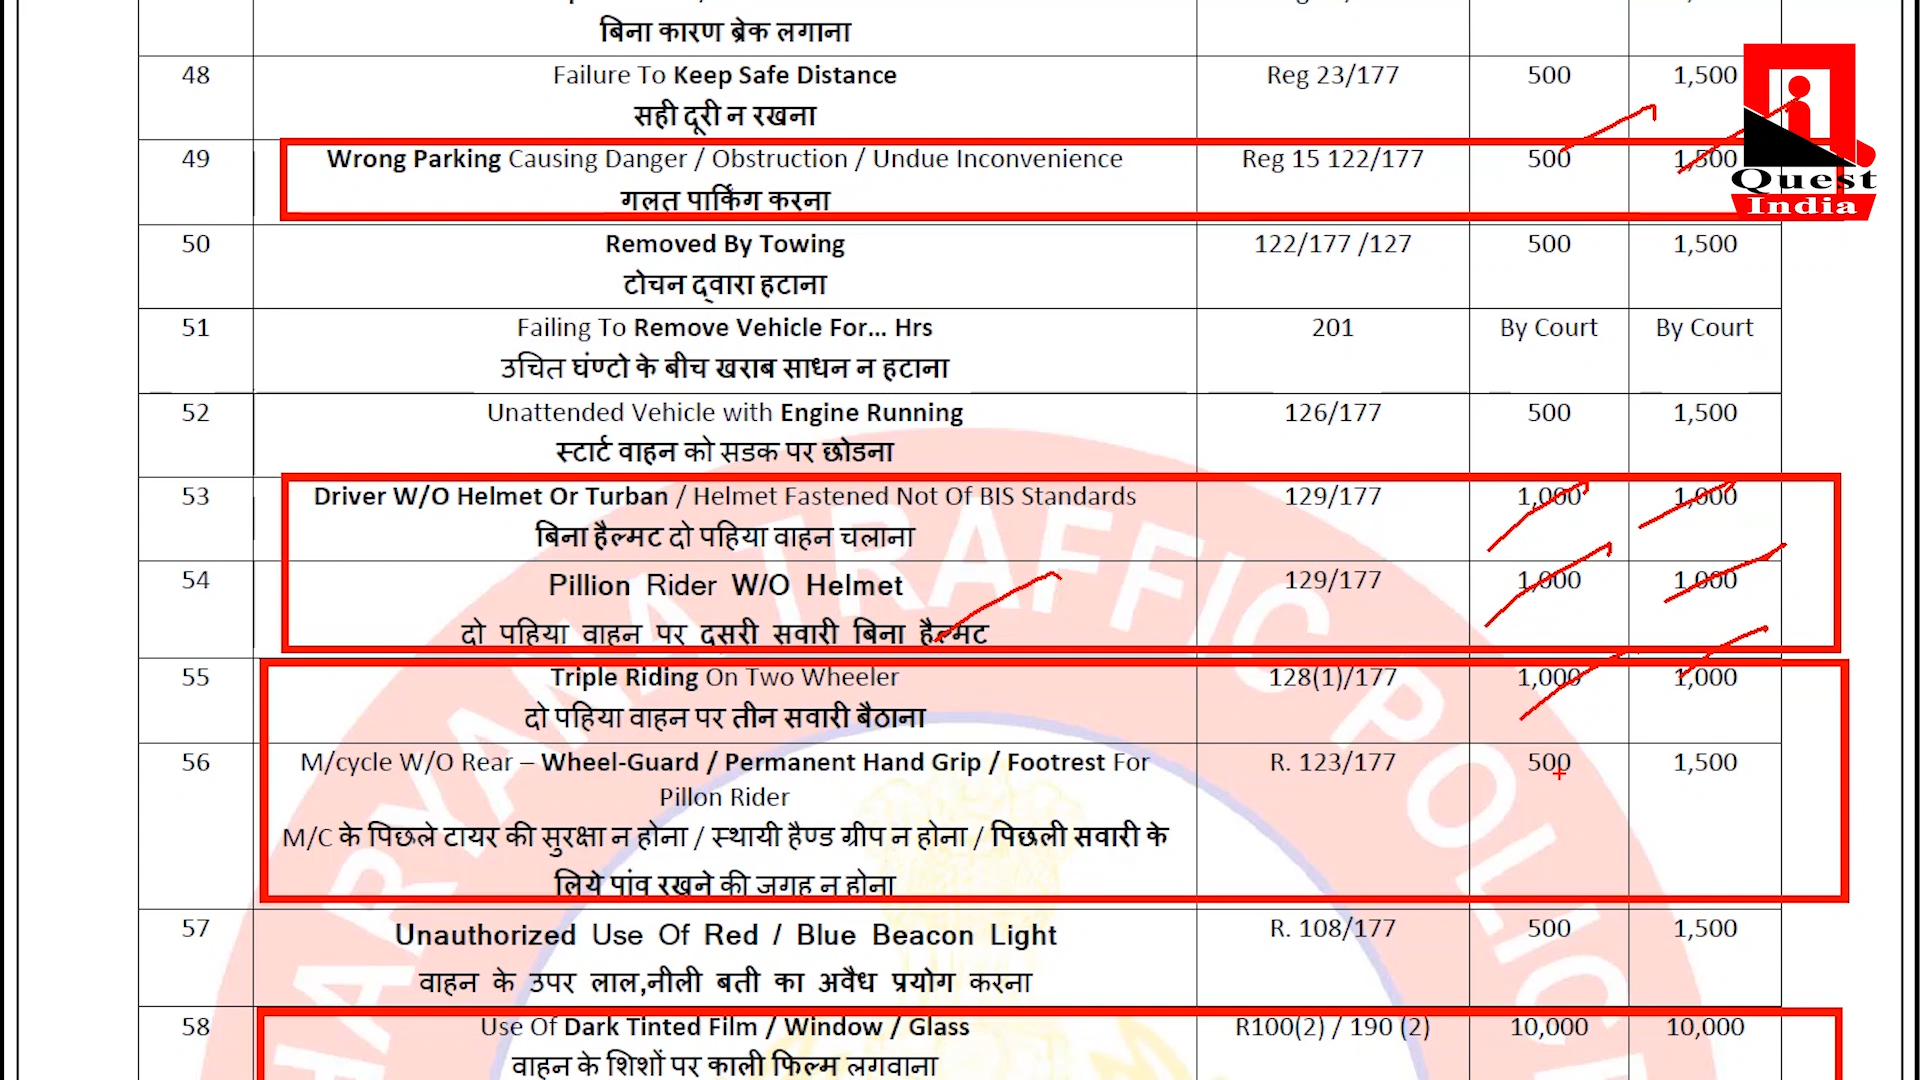 बिना कारण ब्रेक लगाना
48 Failure To Keep Safe Distance Reg 23/177 500 1,500
सही दूरी न रखना
49 Wrong Parking Causing Danger / Obstruction / Undue Inconvenience Reg 15 122/177 500 1,500
गलत पार्किंग करना
Quest
India
50 Removed By Towing 122/177 /127 500 1,500
टोचन द्वारा हटाना
51 Failing To Remove Vehicle For... Hrs 201 By Court By Court
उचित घंण्टो के बीच खराब साधन न हटाना
52 Unattended Vehicle with Engine Running 126/177 500 1,500
स्टार्ट वाहन को सडक पर छोडना
53 Driver W/O Helmet Or Turban / Helmet Fastened Not Of BIS Standards 129/177 1,000 1,000
बिना हैल्मट दो पहिया वाहन चलाना
54 Pillion Rider W/O Helmet 129/177 1,000 1,000
दो पहिया वाहन पर दसरी सवारी बिना हैल्मट
55 Triple Riding On Two Wheeler 128(1)/177 1,000 1,000
दो पहिया वाहन पर तीन सवारी बैठाना
56 M/cycle W/O Rear – Wheel-Guard / Permanent Hand Grip / Footrest For R. 123/177 500 1,500
Pillon Rider
M/C के पिछले टायर की सुरक्षा न होना / स्थायी हैण्ड ग्रीप न होना / पिछली सवारी के
लिये पांव रखने की जगह न होना
57 Unauthorized Use Of Red / Blue Beacon Light R. 108/177 500 1,500
वाहन के उपर लाल,नीली बती का अवैध प्रयोग करना
58 Use Of Dark Tinted Film / Window / Glass R100(2) / 190 (2) 10,000 10,000
वाहन के शिशों पर काली फिल्म लगवाना
HARYANA TRAFFIC POLICE